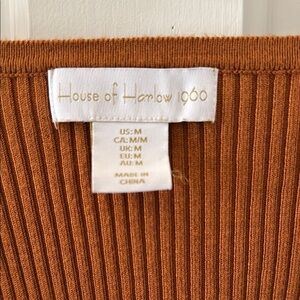 House of Harlow 1960
US: M
CA: M/M
UK: M
EU: M
AU: M
MADE IN
CHINA